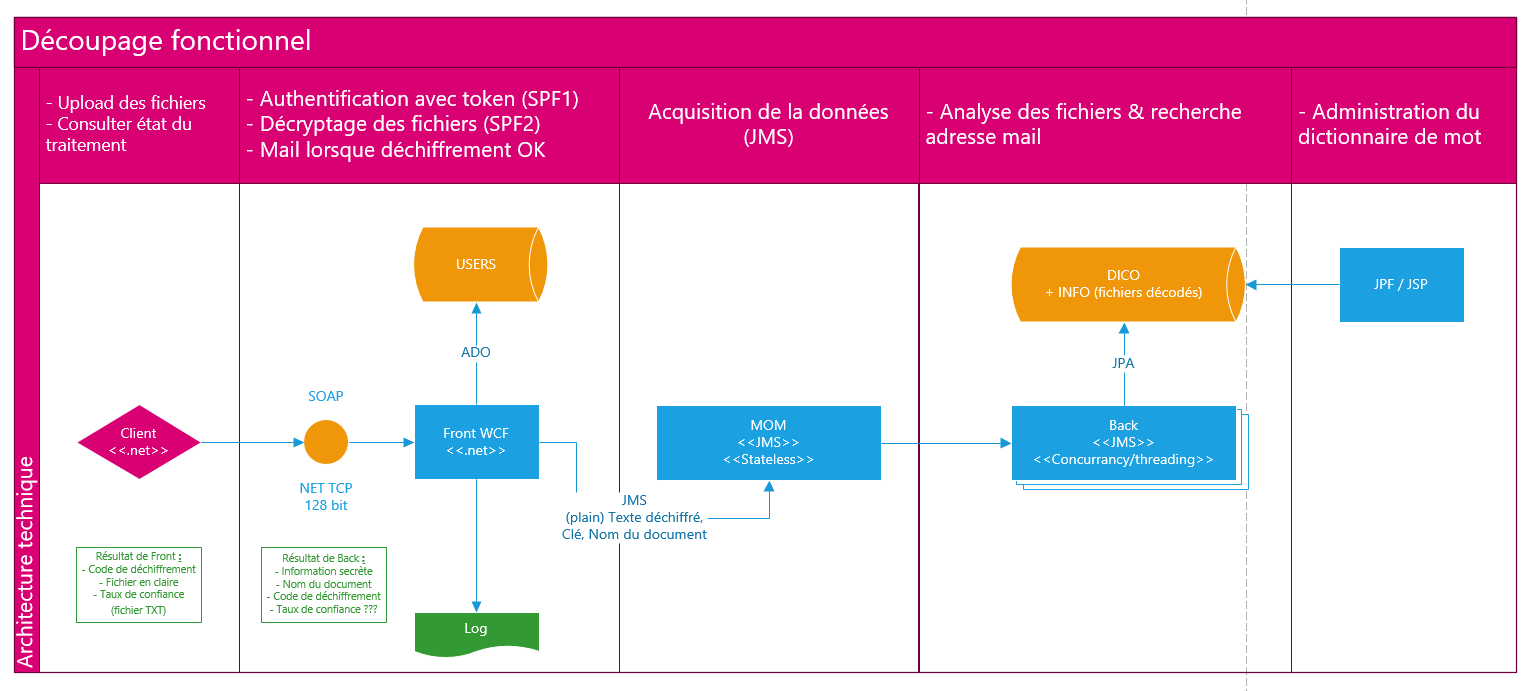 Découpage fonctionnel
- Upload des fichiers
- Consulter état du
traitement
- Authentification avec token (SPF1)
- Décryptage des fichiers (SPF2)
- Mail lorsque déchiffrement OK
Acquisition de la données
(JMS)
- Analyse des fichiers & recherche
adresse mail
- Administration du
dictionnaire de mot
Architecture technique
Client
<<.net>>
Résultat de Front :
- Code de déchiffrement
- Fichier en claire
- Taux de confiance
(fichier TXT)
SOAP
NET TCP
128 bit
Résultat de Back :
- Information secrète
- Nom du document
- Code de déchiffrement
- Taux de confiance ???
USERS
ADO
Front WCF
<<.net>>
Log
JMS
(plain) Texte déchiffré,
Clé, Nom du document
MOM
<<JMS>>
<<Stateless>>
DICO
+ INFO (fichiers décodés)
JPA
Back
<<JMS>>
<<Concurrancy/threading>>
JPF / JSP